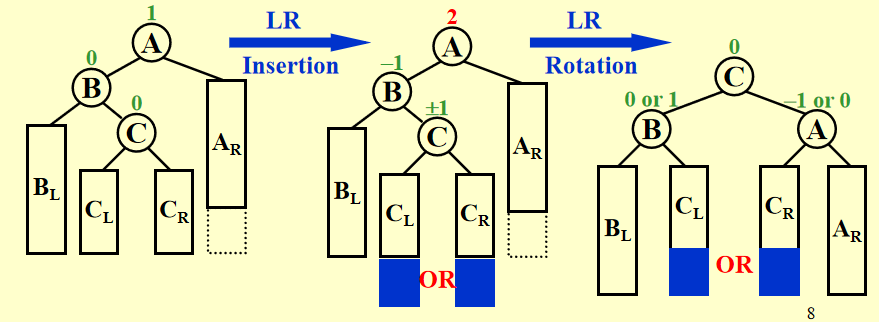 1
A
0
B
0
C
B_L
C_L
C_R
A_R
LR
Insertion
2
A
–1
B
±1
C
B_L
C_L
C_R
A_R
OR
LR
Rotation
0
C
0 or 1
B
–1 or 0
A
B_L
C_L
C_R
A_R
OR
8